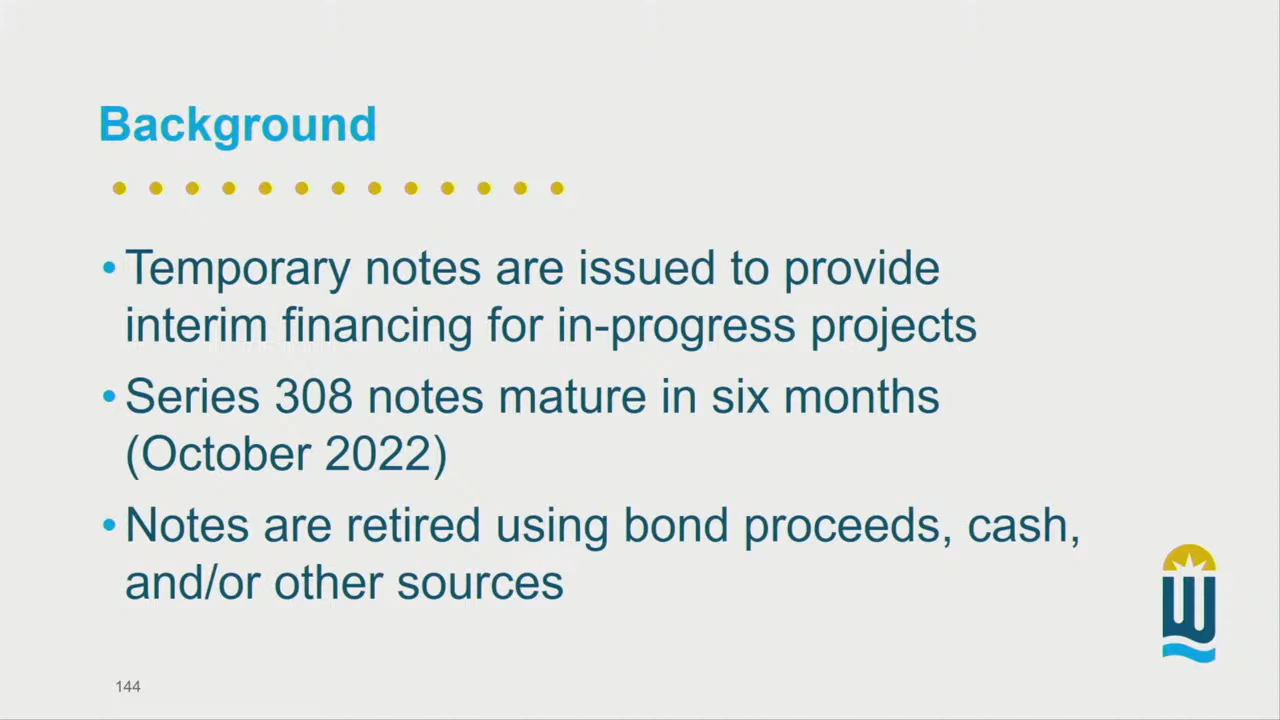 Background
• Temporary notes are issued to provide
interim financing for in-progress projects
• Series 308 notes mature in six months
(October 2022)
• Notes are retired using bond proceeds, cash,
and/or other sources
144